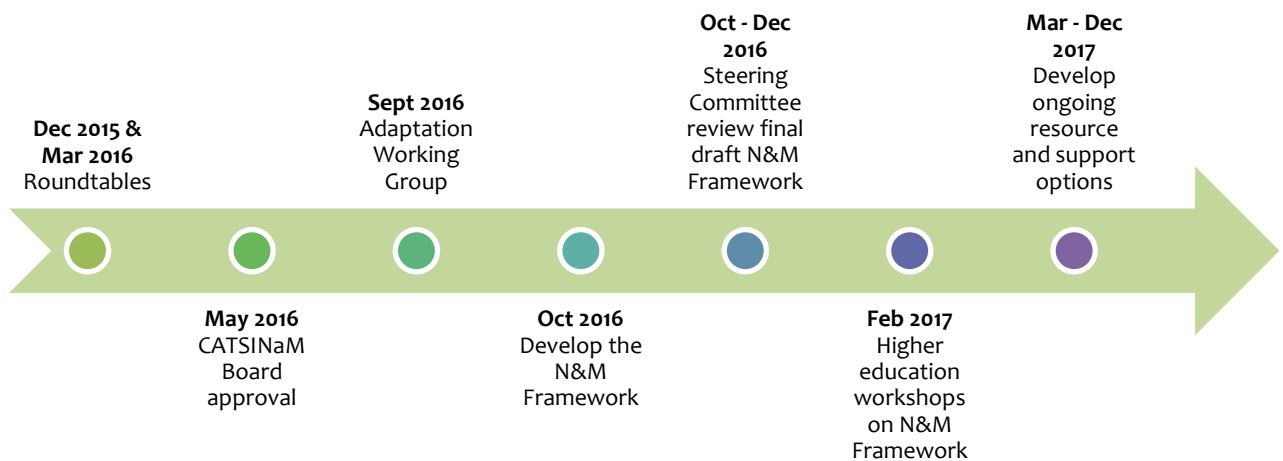 Dec 2015 &
Mar 2016
Roundtables
May 2016
CATSINaM
Board
approval
Sept 2016
Adaptation
Working
Group
Oct 2016
Develop the
N&M
Framework
Oct - Dec
2016
Steering
Committee
review final
draft N&M
Framework
Feb 2017
Higher
education
workshops
on N&M
Framework
Mar - Dec
2017
Develop
ongoing
resource
and support
options